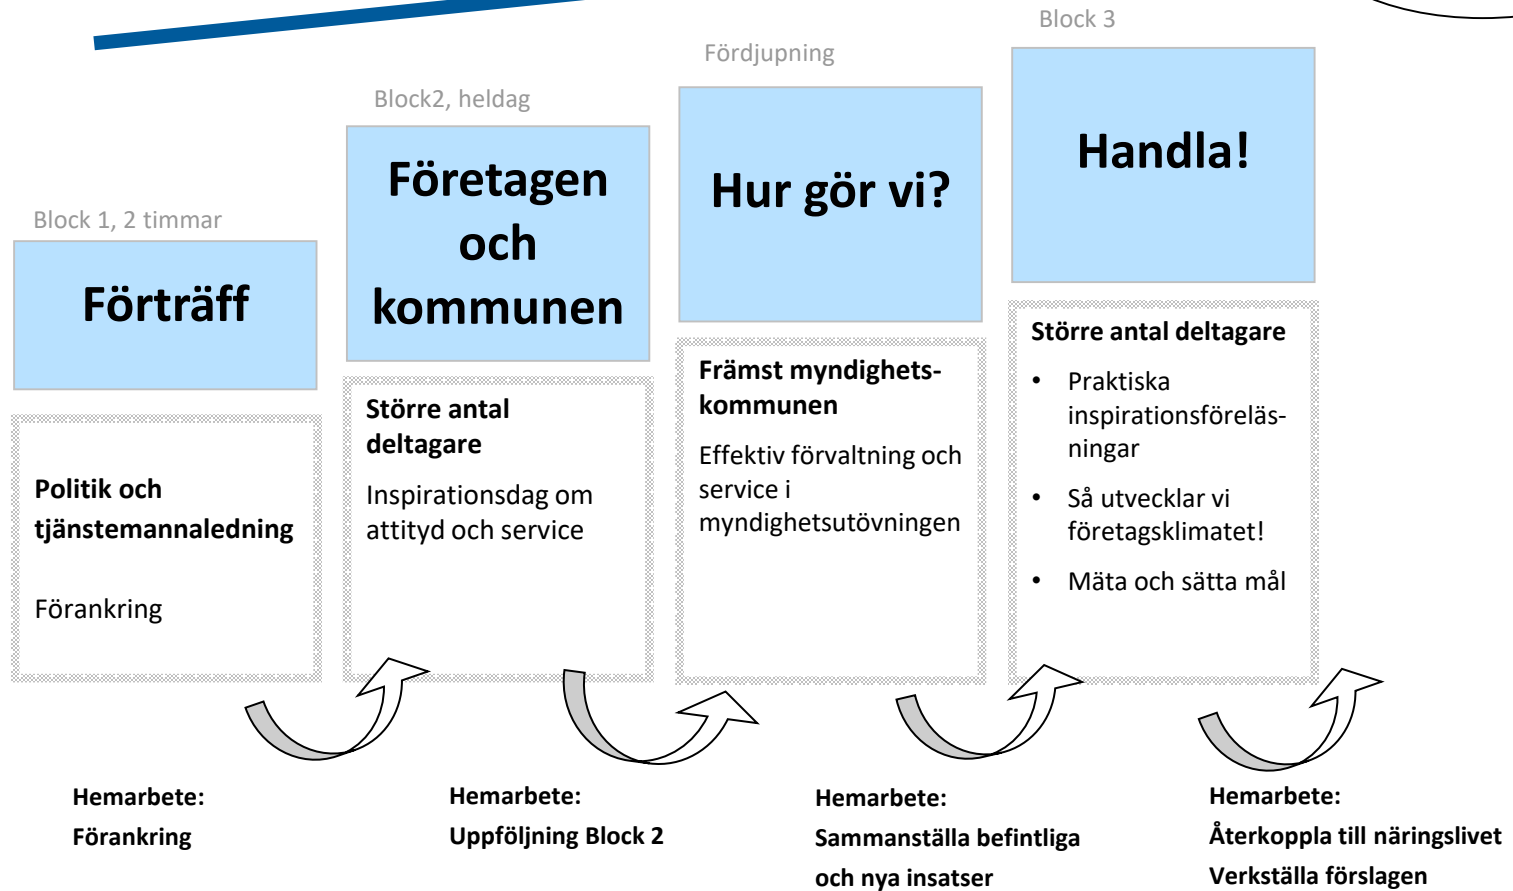 Block 1, 2 timmar
Förträff
Politik och
tjänstemannaledning
Förankring
Hemarbete:
Förankring
Block2, heldag
Företagen
och
kommunen
Större antal
deltagare
Inspirationsdag om
attityd och service
Hemarbete:
Uppföljning Block 2
Fördjupning
Hur gör vi?
Främst myndighets-
kommunen
Effektiv förvaltning och
service i
myndighetsutövningen
Hemarbete:
Sammanställa befintliga
och nya insatser
Block 3
Handla!
Större antal deltagare
• Praktiska
inspirationsföreläs-
ningar
• Så utvecklar vi
företagsklimatet!
• Mäta och sätta mål
Hemarbete:
Återkoppla till näringslivet
Verkställa förslagen